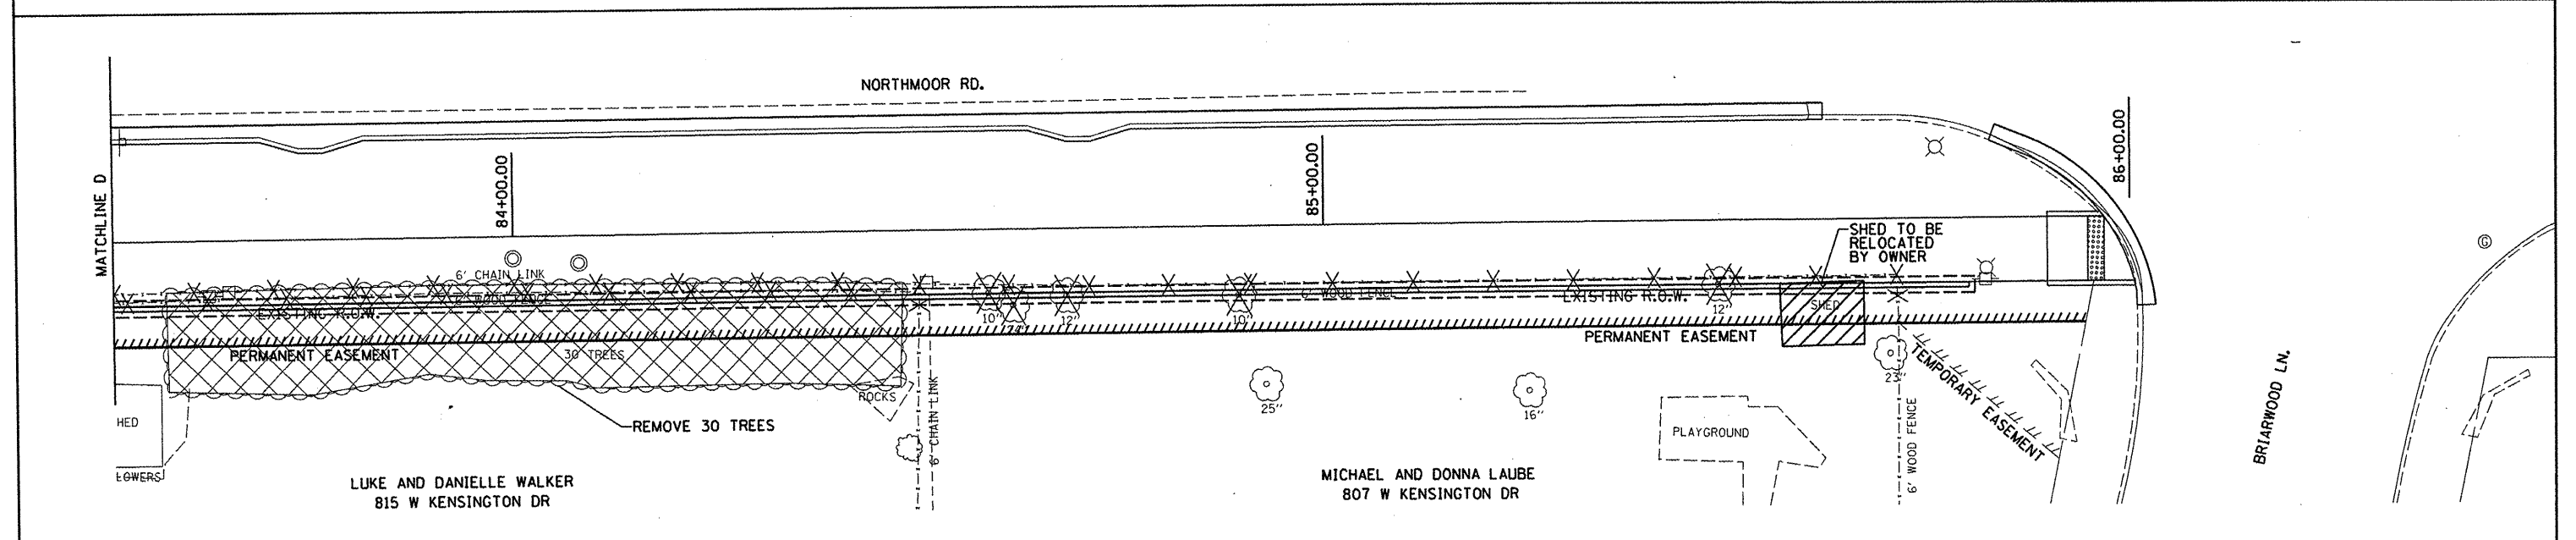 NORTHMOOR RD.
MATCHLINE D
84+00.00
85+00.00
86+00.00
SHED TO BE
RELOCATED
BY OWNER
G
6' CHAIN LINK
6' WOOD FENCE
EXISTING R.O.W.
10"
24"
12"
10"
6' WOOD FENCE
EXISTING R.O.W.
12"
SHED
PERMANENT EASEMENT
30 TREES
PERMANENT EASEMENT
23"
TEMPORARY EASEMENT
ROCKS
6' CHAIN LINK
25"
16"
HED
REMOVE 30 TREES
PLAYGROUND
6' WOOD FENCE
BRIARWOOD LN.
LOWERS
LUKE AND DANIELLE WALKER
815 W KENSINGTON DR
MICHAEL AND DONNA LAUBE
807 W KENSINGTON DR